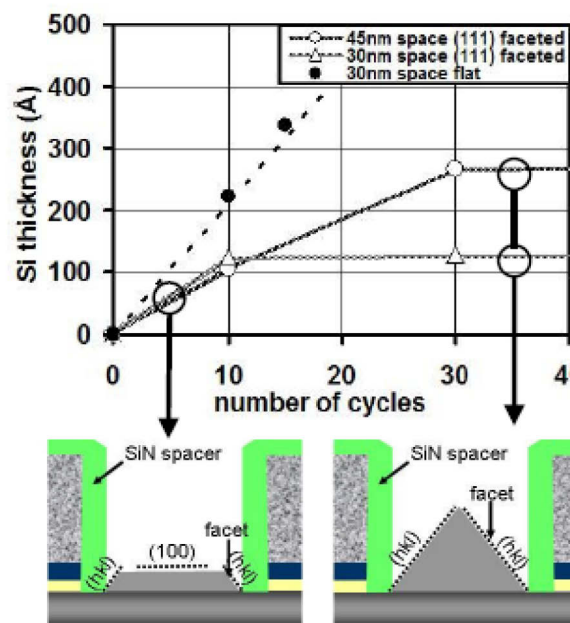 500
400
300
200
100
0
Si thickness (Å)
45nm space (111) faceted
30nm space (111) faceted
30nm space flat
0 10 20 30 4
number of cycles
SiN spacer
facet
(100)
(hkl)
(hkl)
SiN spacer
facet
(hkl)
(hkl)